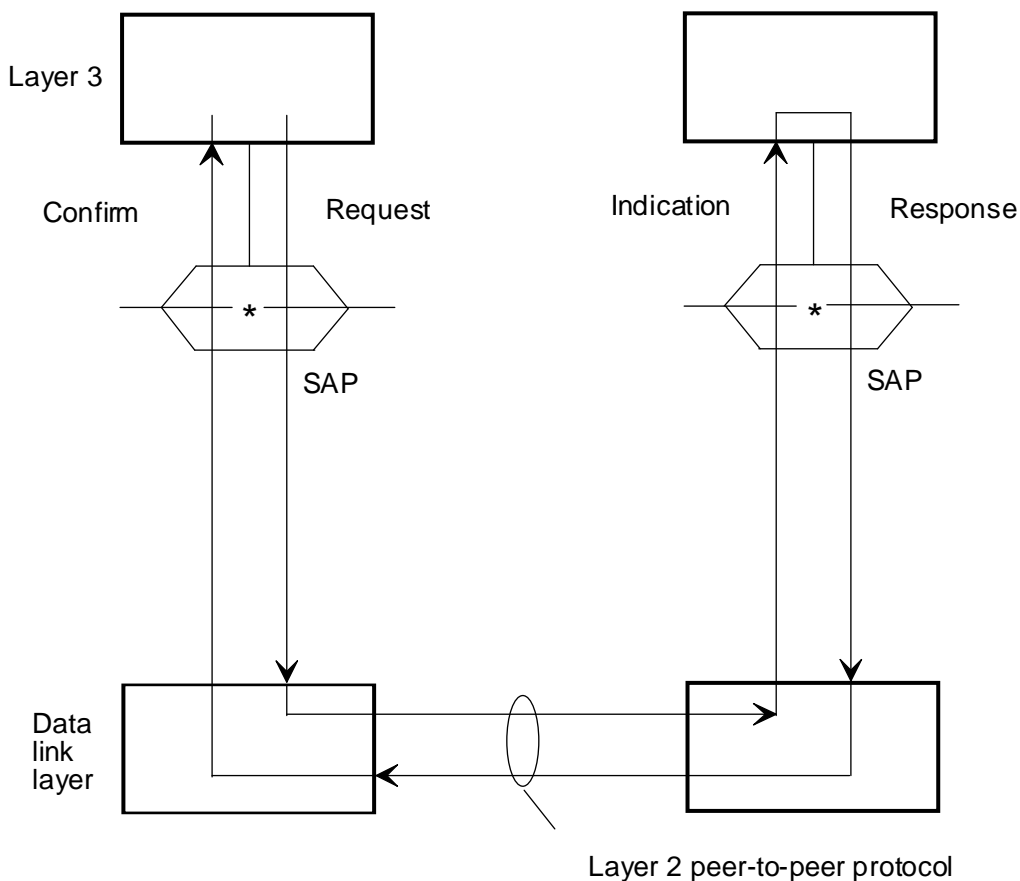 Layer 3
Confirm
Request
Indication
Response
*
*
SAP
SAP
Data
link
layer
Layer 2 peer-to-peer protocol